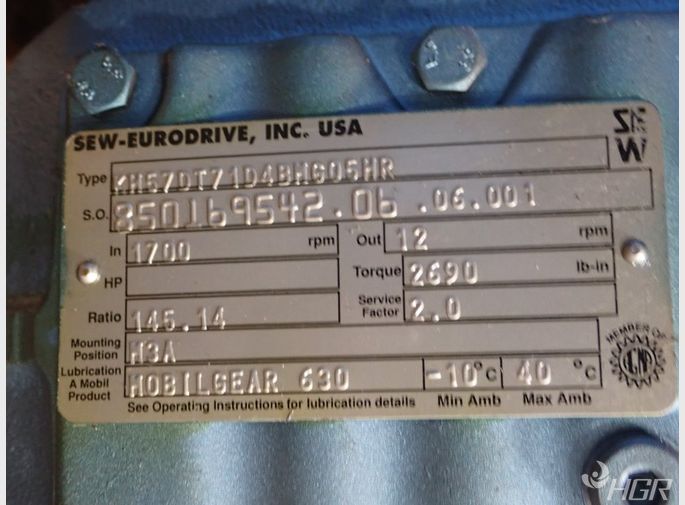 SEW-EURODRIVE, INC. USA
SEW
Type KH57DT71D4BMG05HR
S.O. 850169542.06 .06.001
In 1700 rpm Out 12 rpm
HP Torque 2690 lb-in
Ratio 145.14 Service Factor 2.0
Mounting Position M3A
MEMBER OF
Lubrication A Mobil Product MOBILGEAR 630 -10°C 40 °C
See Operating Instructions for lubrication details Min Amb Max Amb
HGR